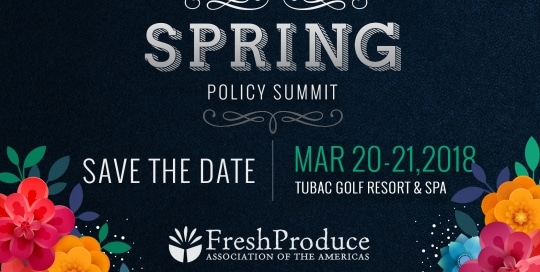 SPRING
POLICY SUMMIT
SAVE THE DATE
MAR 20-21,2018
TUBAC GOLF RESORT & SPA
FreshProduce
ASSOCIATION OF THE AMERICAS